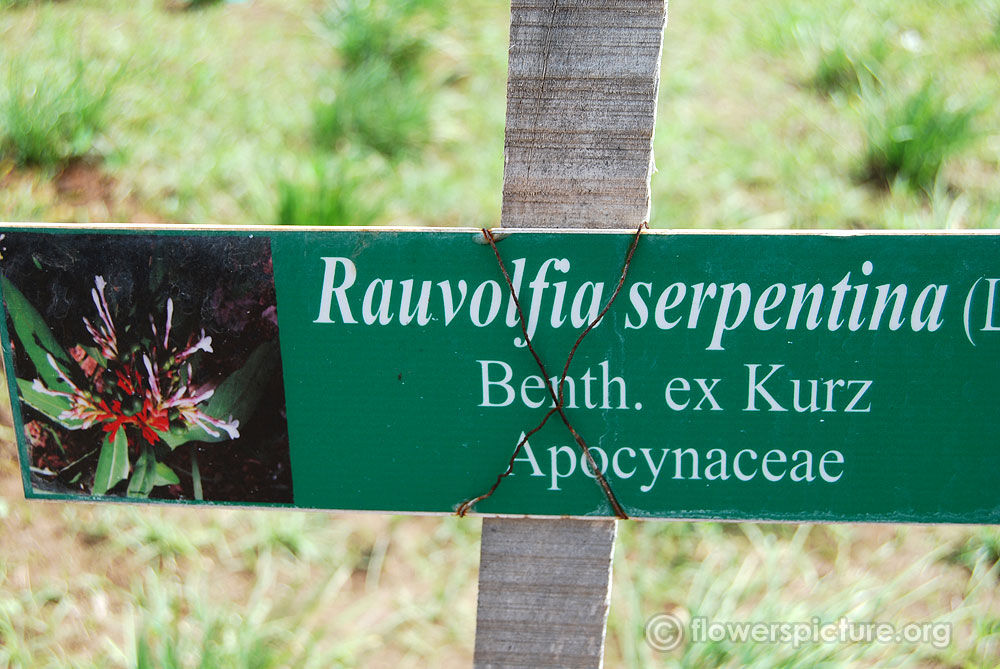 Rauvolfia serpentina (L
Benth. ex Kurz
Apocynaceae
© flowerspicture.org